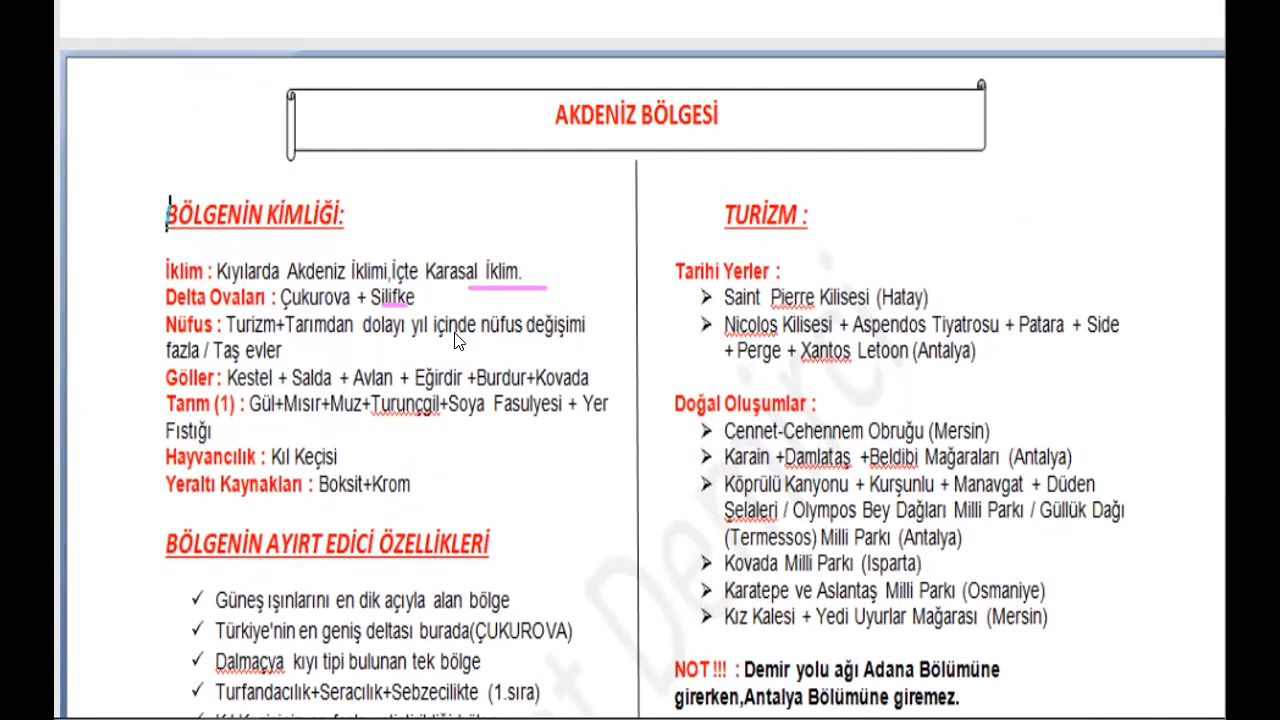 AKDENİZ BÖLGESİ
BÖLGENİN KİMLİĞİ:
İklim : Kıyılarda Akdeniz İklimi,İçte Karasal İklim.
Delta Ovaları : Çukurova + Silifke
Nüfus : Turizm+Tarımdan dolayı yıl içinde nüfus değişimi
fazla / Taş evler
Göller : Kestel + Salda + Avlan + Eğirdir +Burdur+Kovada
Tarım (1) : Gül+Mısır+Muz+Turunçgil+Soya Fasulyesi + Yer
Fıstığı
Hayvancılık : Kıl Keçisi
Yeraltı Kaynakları : Boksit+Krom
BÖLGENİN AYIRT EDİCİ ÖZELLİKLERİ
✓ Güneş ışınlarını en dik açıyla alan bölge
✓ Türkiye'nin en geniş deltası burada(ÇUKUROVA)
✓ Dalmaçya kıyı tipi bulunan tek bölge
✓ Turfandacılık+Seracılık+Sebzecilikte (1.sıra)
TURİZM :
Tarihi Yerler :
➢ Saint Pierre Kilisesi (Hatay)
➢ Nicolos Kilisesi + Aspendos Tiyatrosu + Patara + Side
+ Perge + Xantos Letoon (Antalya)
Doğal Oluşumlar :
➢ Cennet-Cehennem Obruğu (Mersin)
➢ Karain +Damlataş +Beldibi Mağaraları (Antalya)
➢ Köprülü Kanyonu + Kurşunlu + Manavgat + Düden
Şelaleri / Olympos Bey Dağları Milli Parkı / Güllük Dağı
(Termessos) Milli Parkı (Antalya)
➢ Kovada Milli Parkı (Isparta)
➢ Karatepe ve Aslantaş Milli Parkı (Osmaniye)
➢ Kız Kalesi + Yedi Uyurlar Mağarası (Mersin)
NOT !!! : Demir yolu ağı Adana Bölümüne
girerken,Antalya Bölümüne giremez.